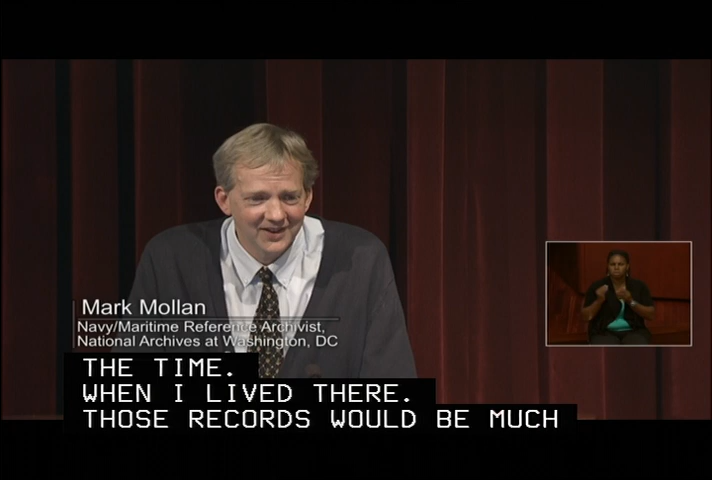 Mark Mollan
Navy/Maritime Reference Archivist,
National Archives at Washington, DC
THE TIME.
WHEN I LIVED THERE.
THOSE RECORDS WOULD BE MUCH